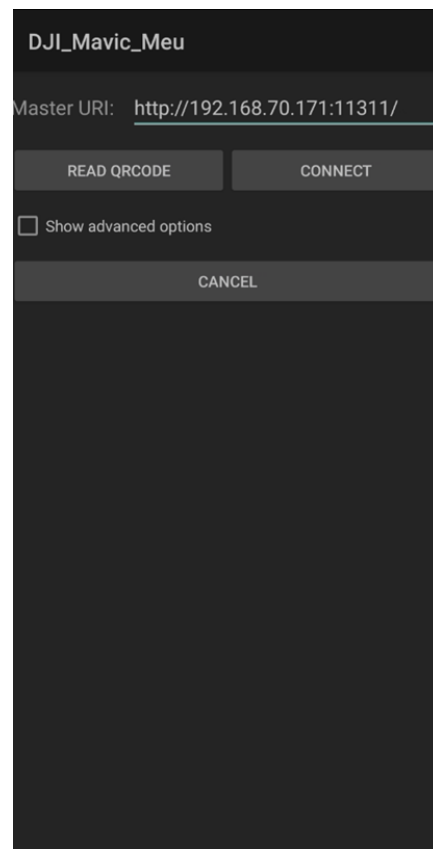 DJI_Mavic_Meu
Master URI: http://192.168.70.171:11311/
READ QRCODE CONNECT
Show advanced options
CANCEL